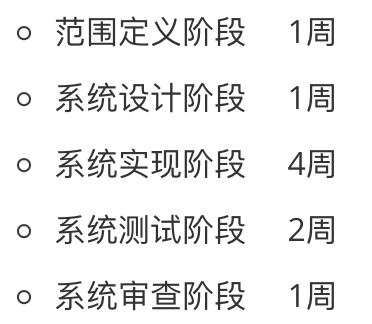 ○ 范围定义阶段 1周
○ 系统设计阶段 1周
○ 系统实现阶段 4周
○ 系统测试阶段 2周
○ 系统审查阶段 1周